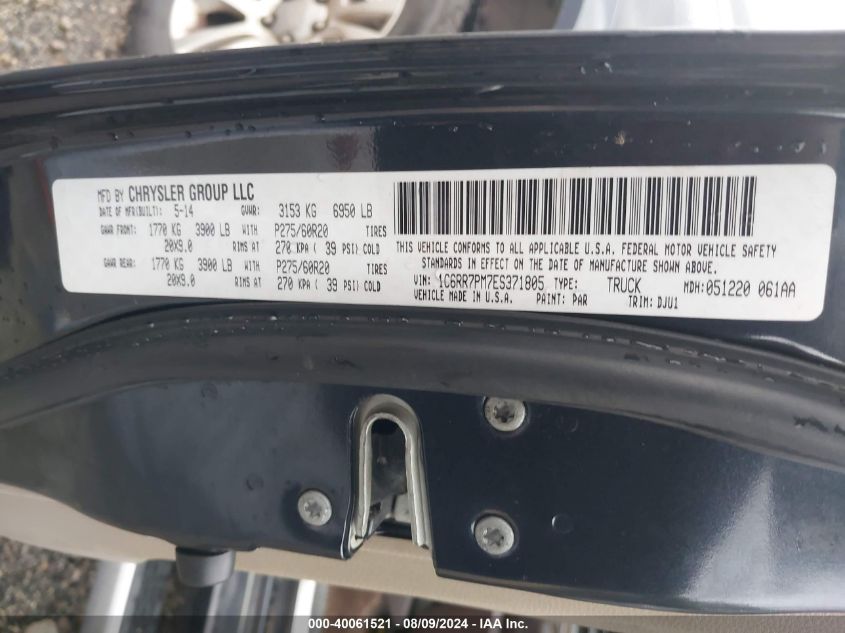 MFD BY CHRYSLER GROUP LLC
DATE OF MFR(BUILT): 5-14 GVWR: 3153 KG 6950 LB
GAWR FRONT: 1770 KG 3900 LB WITH P275/60R20 TIRES
20X9.0 RIMS AT 270 KPA ( 39 PSI) COLD
GAWR REAR: 1770 KG 3900 LB WITH P275/60R20 TIRES
20X9.0 RIMS AT 270 KPA ( 39 PSI) COLD
THIS VEHICLE CONFORMS TO ALL APPLICABLE U.S.A. FEDERAL MOTOR VEHICLE SAFETY
STANDARDS IN EFFECT ON THE DATE OF MANUFACTURE SHOWN ABOVE.
VIN: 1C6RR7PM7ES371805 TYPE: TRUCK MDH: 051220 061AA
VEHICLE MADE IN U.S.A. PAINT: PAR TRIM: DJU1
000-40061521 - 08/09/2024 - IAA Inc.